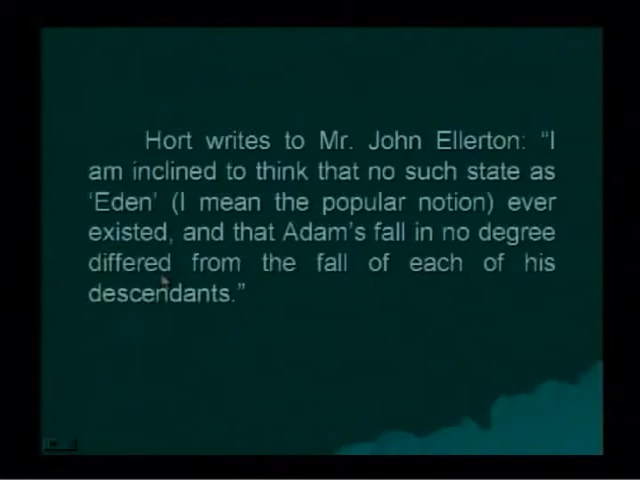 Hort writes to Mr. John Ellerton: “I
am inclined to think that no such state as
‘Eden’ (I mean the popular notion) ever
existed, and that Adam’s fall in no degree
differed from the fall of each of his
descendants.”